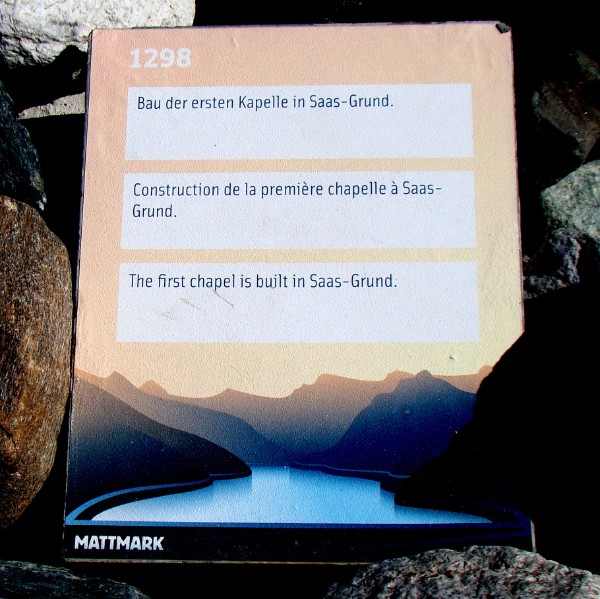 1298
Bau der ersten Kapelle in Saas-Grund.
Construction de la première chapelle à Saas-
Grund.
The first chapel is built in Saas-Grund.
MATTMARK